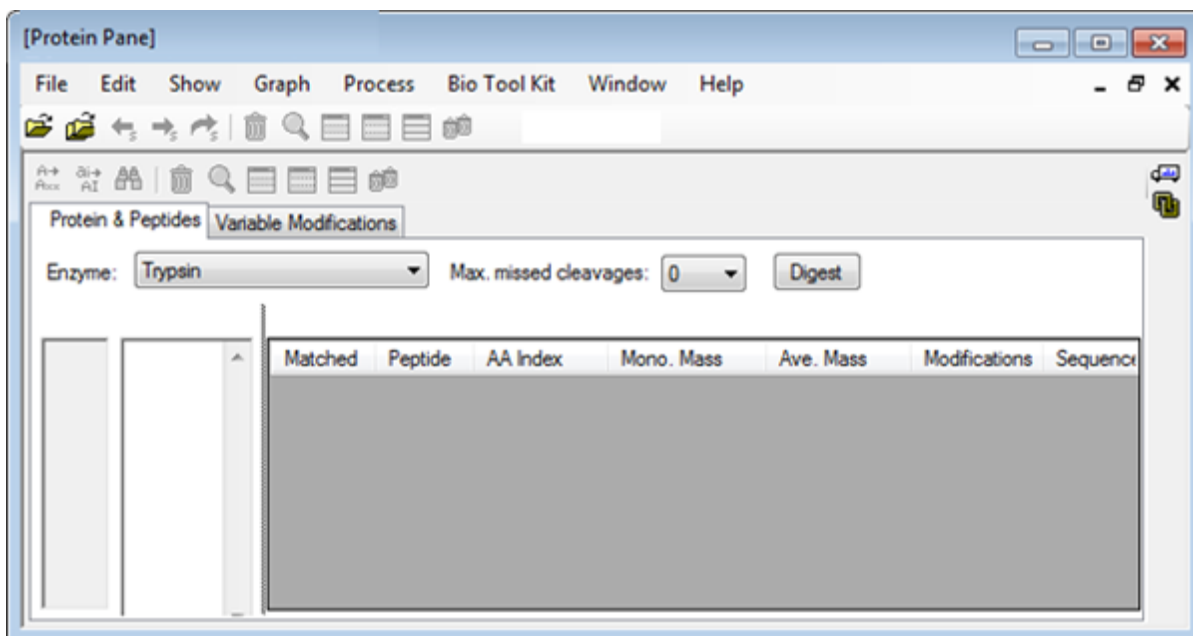 [Protein Pane]
File Edit Show Graph Process Bio Tool Kit Window Help
Protein & Peptides Variable Modifications
Enzyme: Trypsin Max. missed cleavages: 0 Digest
Matched Peptide AA Index Mono. Mass Ave. Mass Modifications Sequence